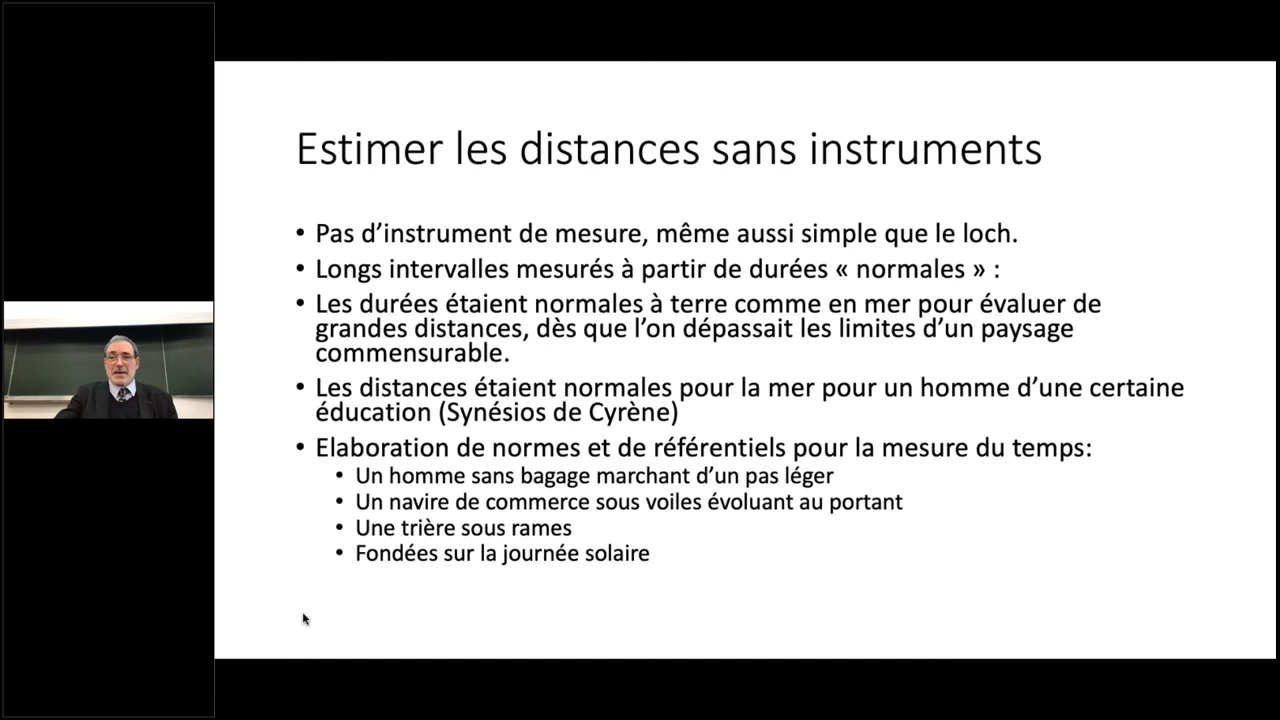 Estimer les distances sans instruments
• Pas d’instrument de mesure, même aussi simple que le loch.
• Longs intervalles mesurés à partir de durées « normales » :
• Les durées étaient normales à terre comme en mer pour évaluer de
grandes distances, dès que l’on dépassait les limites d’un paysage
commensurable.
• Les distances étaient normales pour la mer pour un homme d’une certaine
éducation (Synésios de Cyrène)
• Elaboration de normes et de référentiels pour la mesure du temps:
• Un homme sans bagage marchant d’un pas léger
• Un navire de commerce sous voiles évoluant au portant
• Une trière sous rames
• Fondées sur la journée solaire